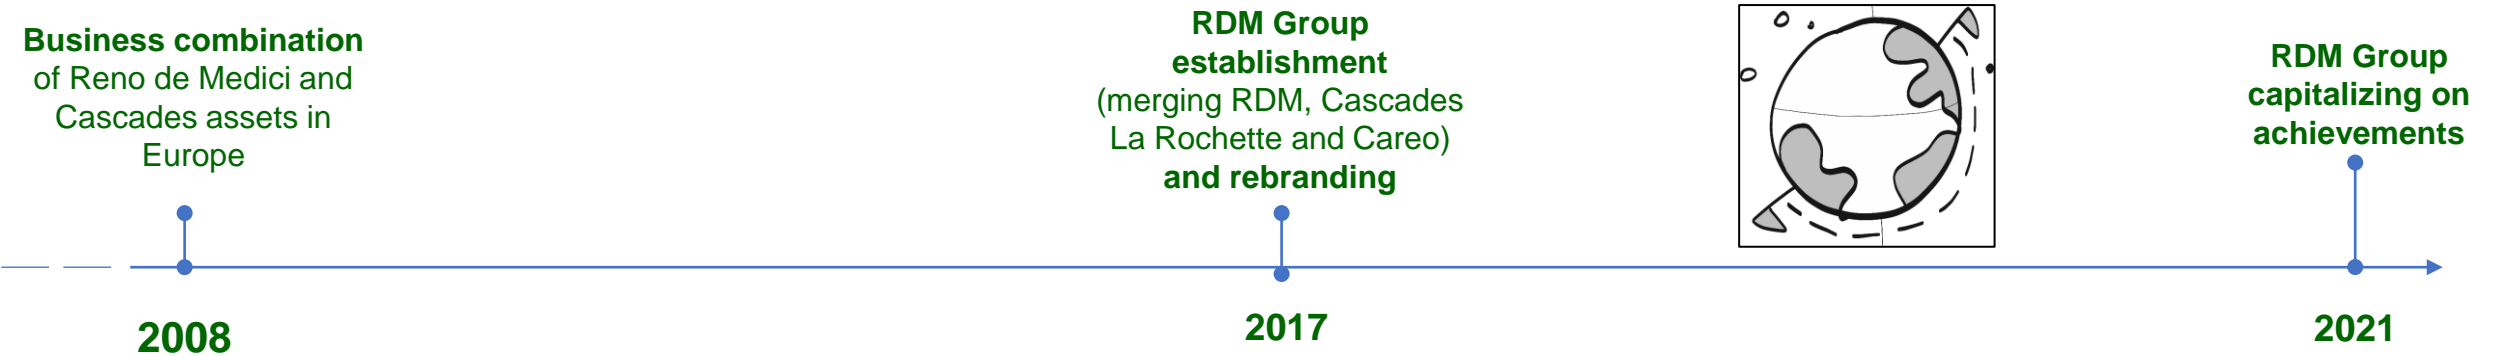 Business combination
of Reno de Medici and
Cascades assets in
Europe
RDM Group
establishment
(merging RDM, Cascades
La Rochette and Careo)
and rebranding
RDM Group
capitalizing on
achievements
2008
2017
2021